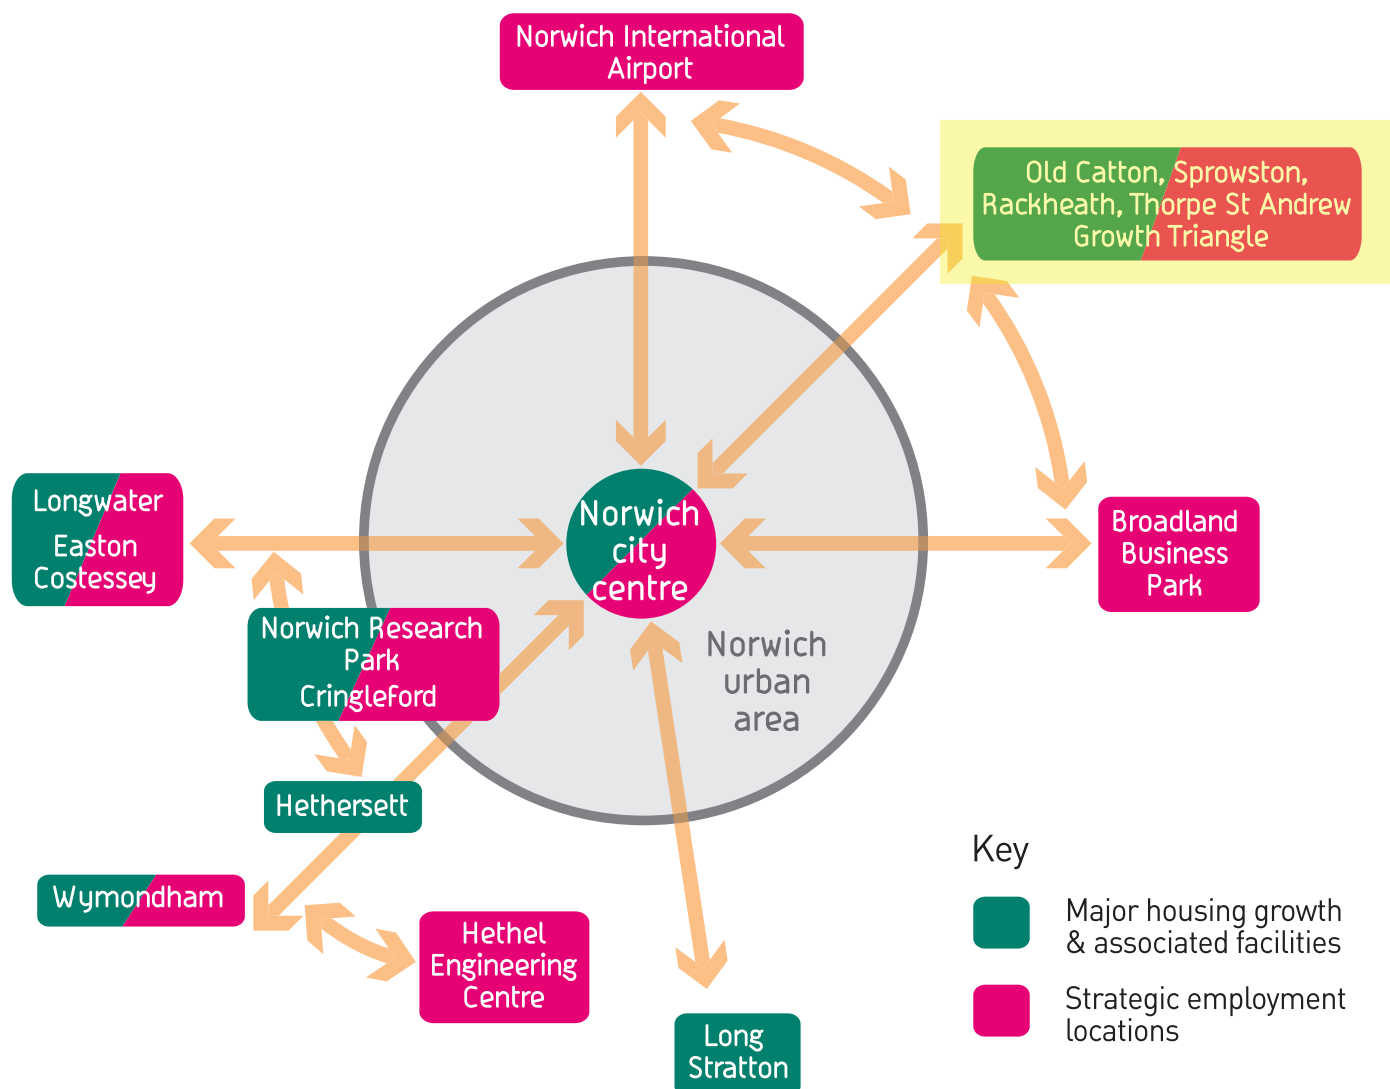 Norwich International
Airport
Old Catton, Sprowston,
Rackheath, Thorpe St Andrew
Growth Triangle
Longwater
Easton
Costessey
Norwich
city
centre
Broadland
Business
Park
Norwich Research
Park
Cringleford
Norwich
urban
area
Hethersett
Wymondham
Hethel
Engineering
Centre
Long
Stratton
Key
Major housing growth
& associated facilities
Strategic employment
locations